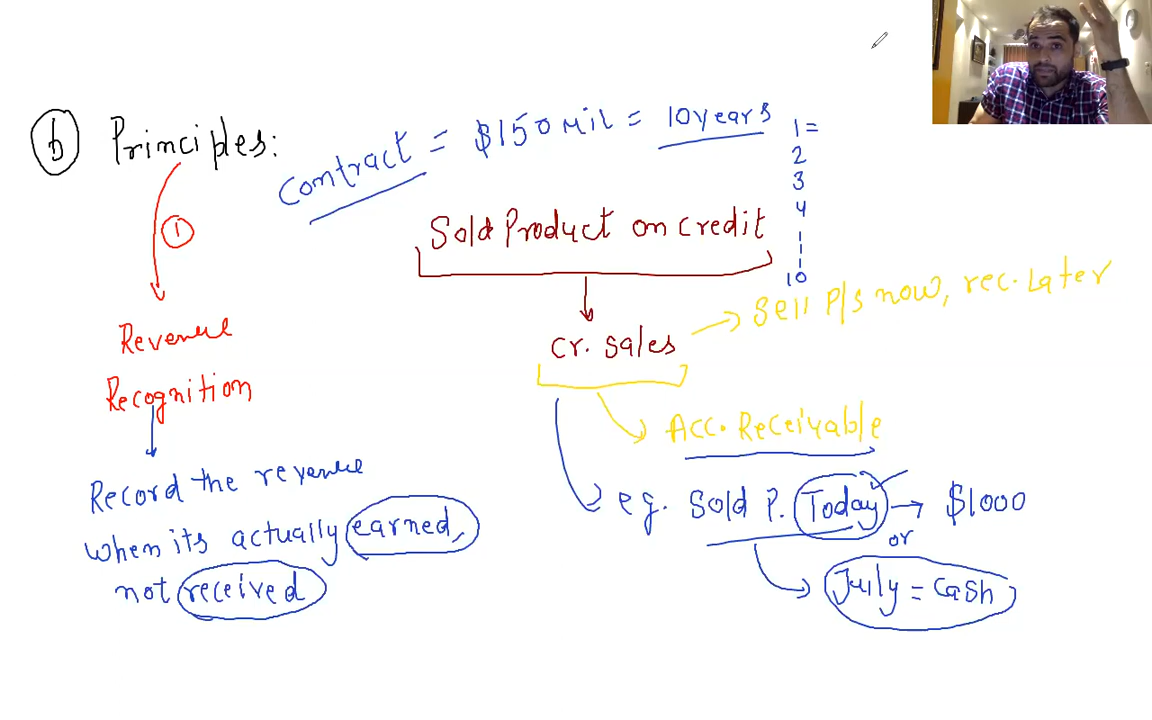 b Principles:
Contract = $150 Mil = 10 years
1 =
2
3
4
10
1
Sold Product on credit
Cr. Sales
Sell P/S now, rec. Later
Revenue
Recognition
Acc. Receivable
Record the revenue
when its actually earned,
not received
e.g. Sold P. Today → $1000
or
July = Cash